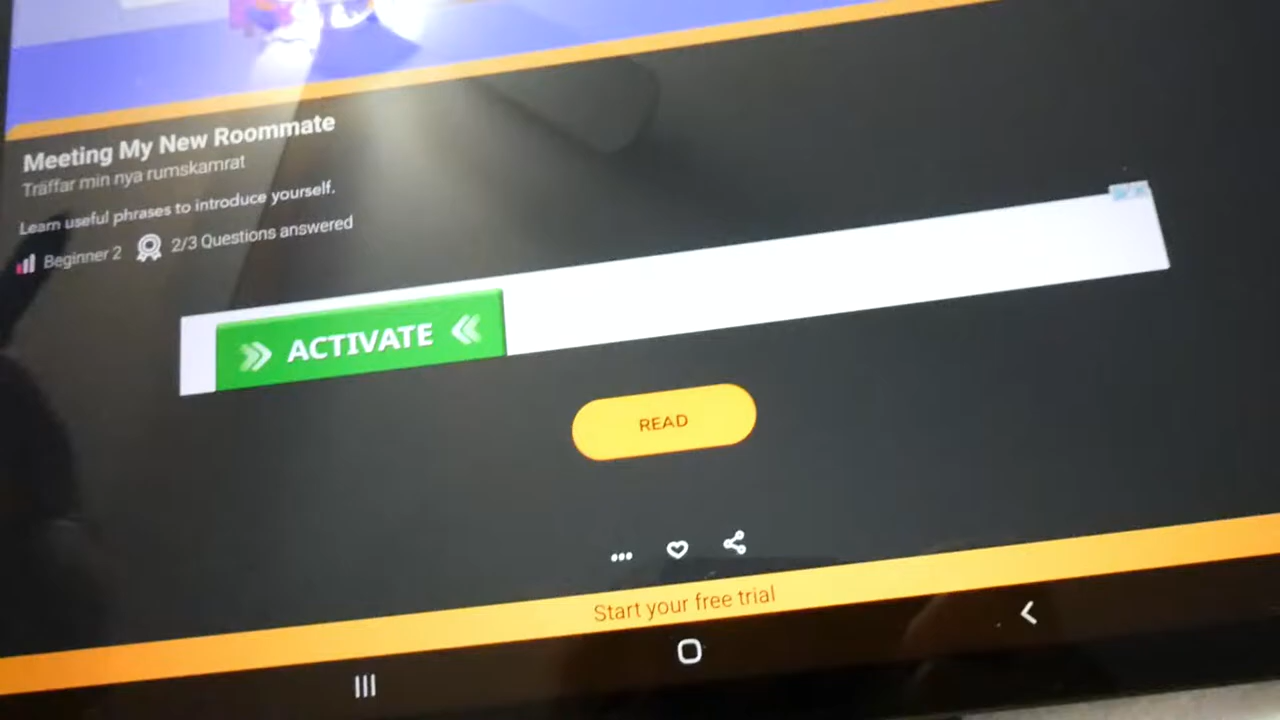 Meeting My New Roommate
Träffar min nya rumskamrat
Learn useful phrases to introduce yourself.
Beginner 2 2/3 Questions answered
ACTIVATE
READ
Start your free trial